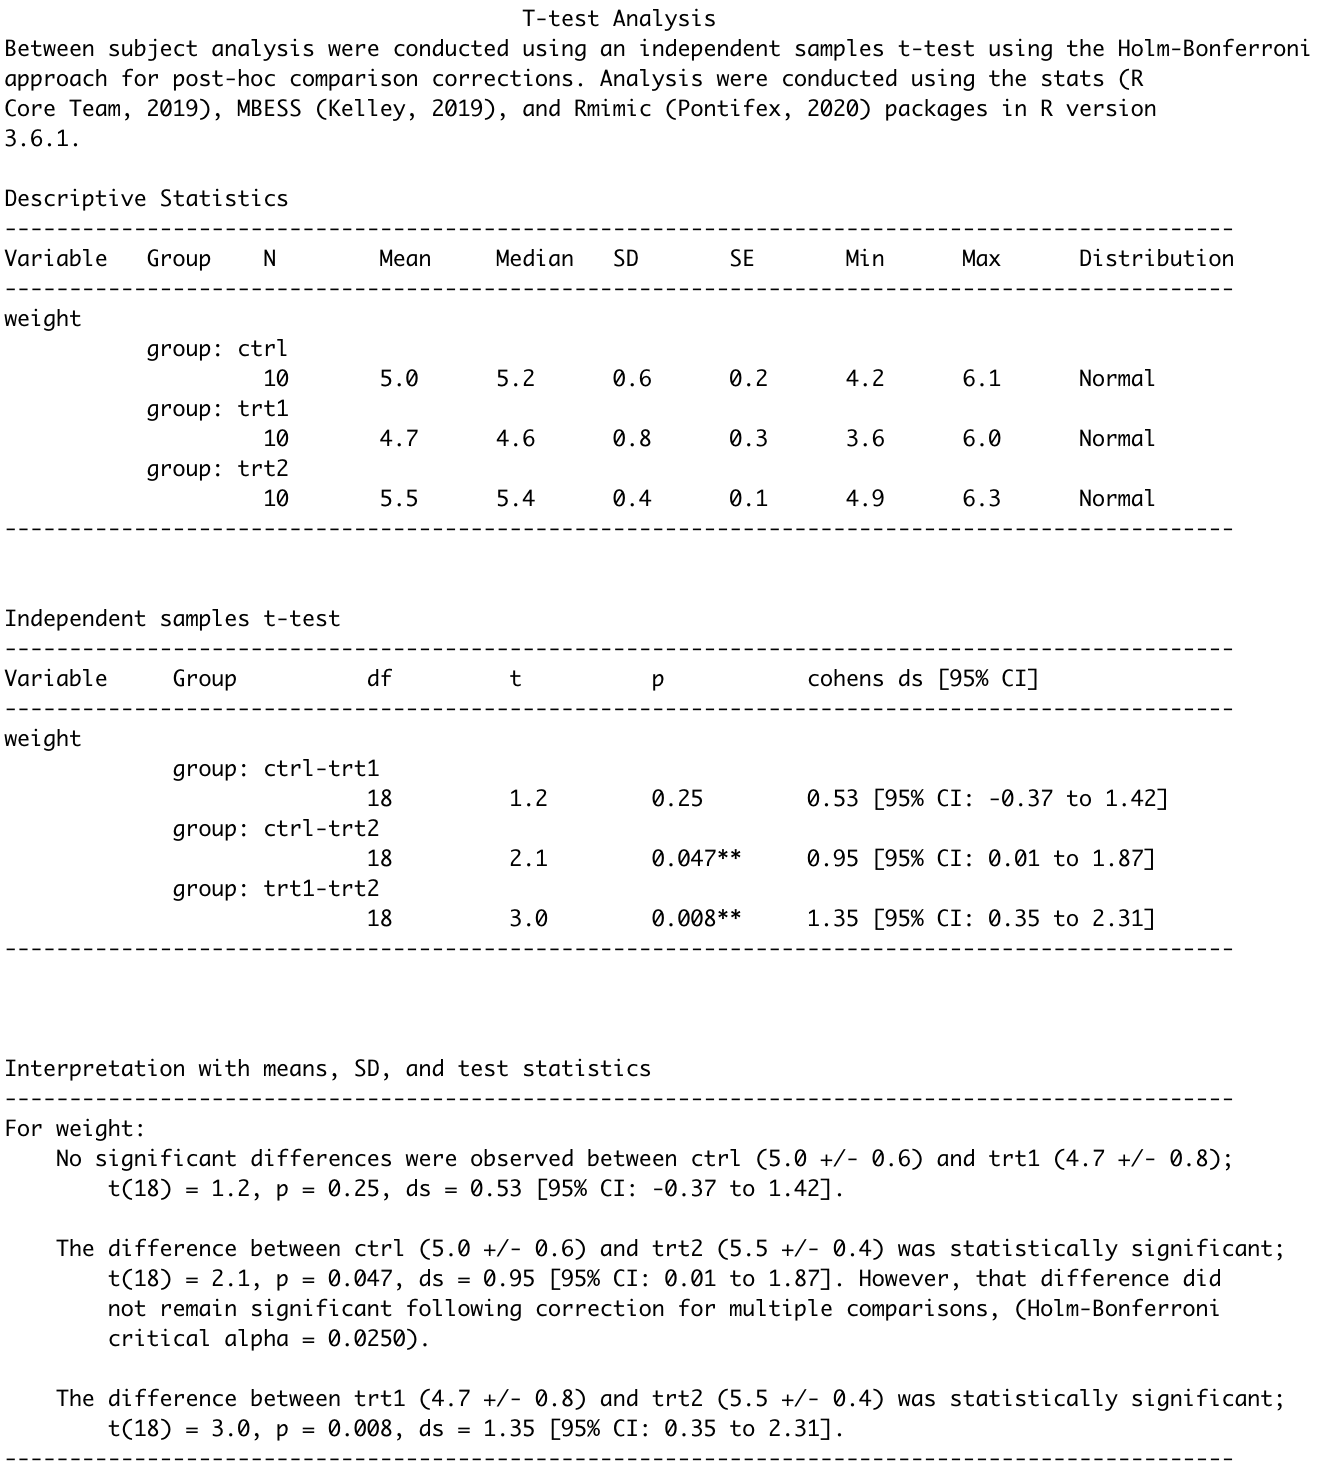 T-test Analysis
Between subject analysis were conducted using an independent samples t-test using the Holm-Bonferroni
approach for post-hoc comparison corrections. Analysis were conducted using the stats (R
Core Team, 2019), MBESS (Kelley, 2019), and Rmimic (Pontifex, 2020) packages in R version
3.6.1.
Descriptive Statistics
-----------------------------------------------------------------------------------------------
Variable   Group    N        Mean     Median   SD       SE       Min      Max      Distribution
-----------------------------------------------------------------------------------------------
weight
           group: ctrl
                    10       5.0      5.2      0.6      0.2      4.2      6.1      Normal
           group: trt1
                    10       4.7      4.6      0.8      0.3      3.6      6.0      Normal
           group: trt2
                    10       5.5      5.4      0.4      0.1      4.9      6.3      Normal
-----------------------------------------------------------------------------------------------
Independent samples t-test
-----------------------------------------------------------------------------------------------
Variable     Group          df         t          p           cohens ds [95% CI]
-----------------------------------------------------------------------------------------------
weight
             group: ctrl-trt1
                            18         1.2        0.25        0.53 [95% CI: -0.37 to 1.42]
             group: ctrl-trt2
                            18         2.1        0.047**     0.95 [95% CI: 0.01 to 1.87]
             group: trt1-trt2
                            18         3.0        0.008**     1.35 [95% CI: 0.35 to 2.31]
-----------------------------------------------------------------------------------------------
Interpretation with means, SD, and test statistics
-----------------------------------------------------------------------------------------------
For weight:
    No significant differences were observed between ctrl (5.0 +/- 0.6) and trt1 (4.7 +/- 0.8);
        t(18) = 1.2, p = 0.25, ds = 0.53 [95% CI: -0.37 to 1.42].
    The difference between ctrl (5.0 +/- 0.6) and trt2 (5.5 +/- 0.4) was statistically significant;
        t(18) = 2.1, p = 0.047, ds = 0.95 [95% CI: 0.01 to 1.87]. However, that difference did
        not remain significant following correction for multiple comparisons, (Holm-Bonferroni
        critical alpha = 0.0250).
    The difference between trt1 (4.7 +/- 0.8) and trt2 (5.5 +/- 0.4) was statistically significant;
        t(18) = 3.0, p = 0.008, ds = 1.35 [95% CI: 0.35 to 2.31].
-----------------------------------------------------------------------------------------------